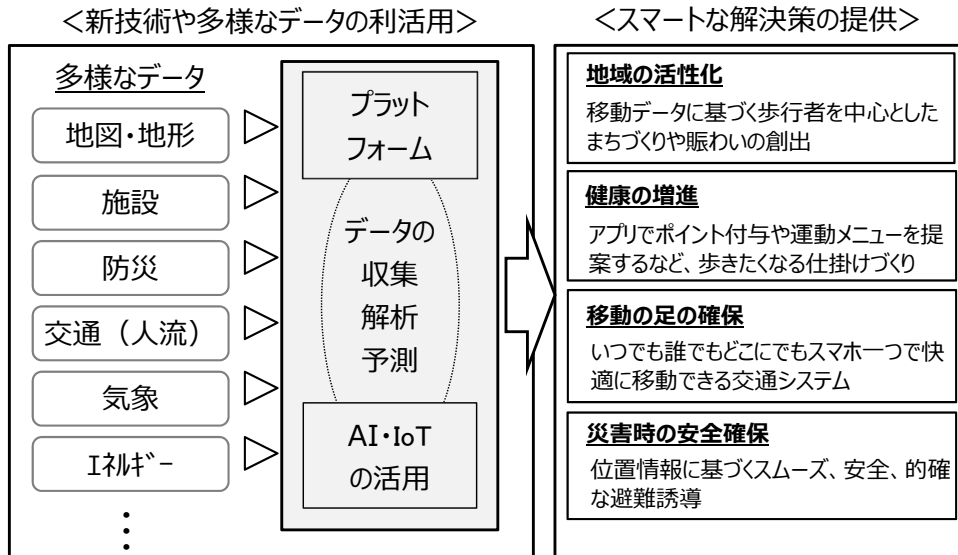 ＜新技術や多様なデータの利活用＞
多様なデータ
地図・地形
施設
防災
交通（人流）
気象
ｴﾈﾙｷﾞｰ
プラット
フォーム
データの
収集
解析
予測
AI・IoT
の活用
＜スマートな解決策の提供＞
地域の活性化
移動データに基づく歩行者を中心とした
まちづくりや賑わいの創出
健康の増進
アプリでポイント付与や運動メニューを提
案するなど、歩きたくなる仕掛けづくり
移動の足の確保
いつでも誰でもどこにでもスマホ一つで快
適に移動できる交通システム
災害時の安全確保
位置情報に基づくスムーズ、安全、的確
な避難誘導